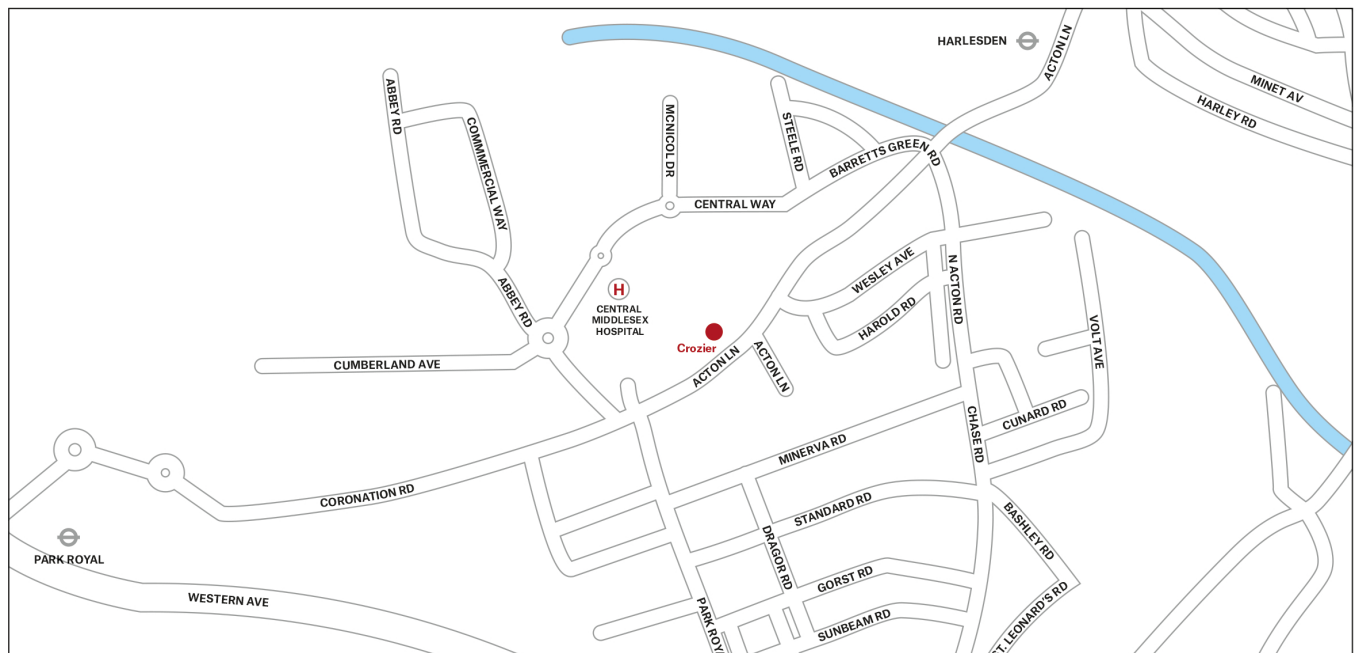 HARLESDEN
ACTON LN
MINET AV
HARLEY RD
ABBEY RD
COMMMERCIAL WAY
MCNICOL DR
STEELE RD
BARRETTS GREEN RD
CENTRAL WAY
ABBEY RD
H
CENTRAL
MIDDLESEX
HOSPITAL
WESLEY AVE
N ACTON RD
HAROLD RD
VOLT AVE
Crozier
ACTON LN
ACTON LN
CUMBERLAND AVE
CUNARD RD
CHASE RD
MINERVA RD
CORONATION RD
STANDARD RD
BASHLEY RD
DRAGOR RD
PARK ROYAL
GORST RD
WESTERN AVE
PARK ROYA
SUNBEAM RD
ST. LEONARD'S RD